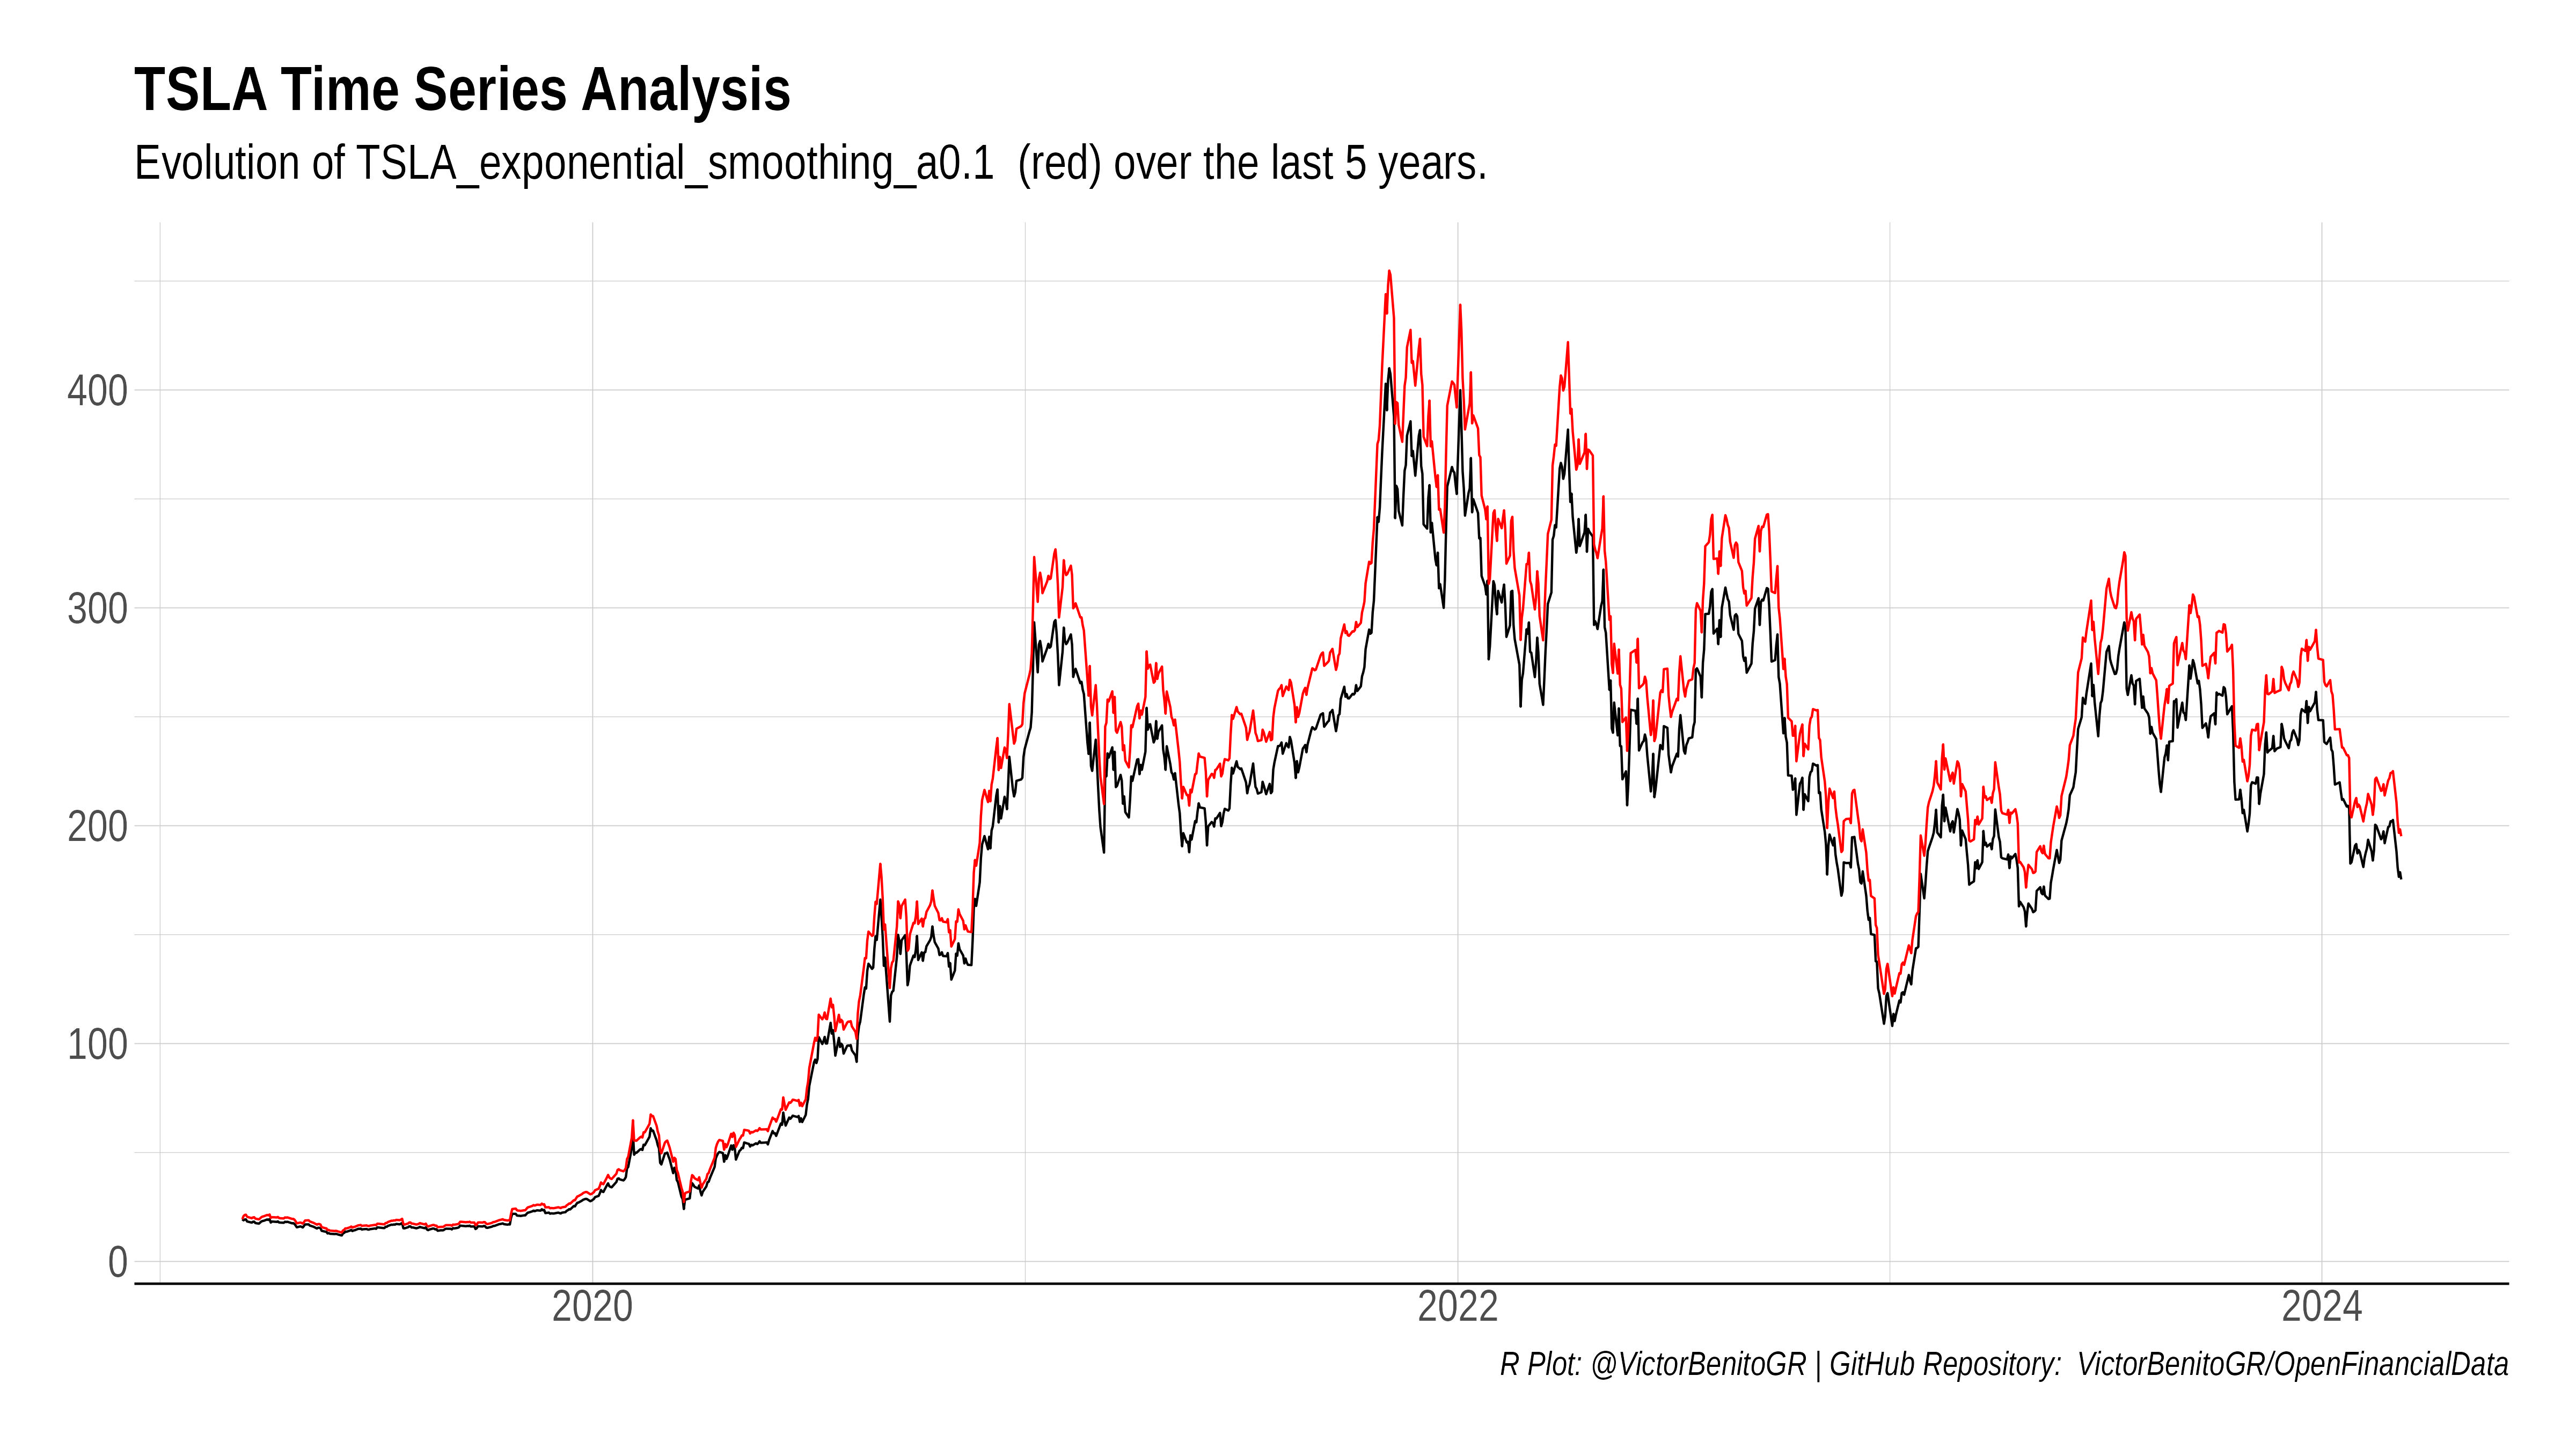 TSLA Time Series Analysis
Evolution of TSLA_exponential_smoothing_a0.1  (red) over the last 5 years.
400
300
200
100
0
2020 2022 2024
R Plot: @VictorBenitoGR | GitHub Repository:  VictorBenitoGR/OpenFinancialData